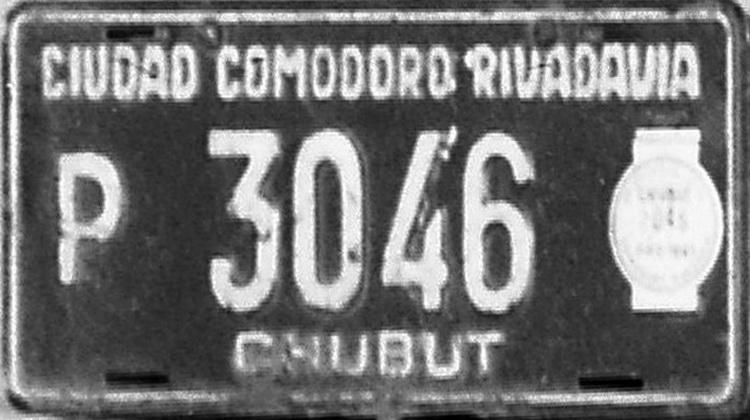 CIUDAD COMODORO RIVADAVIA
P 3046
CHUBUT